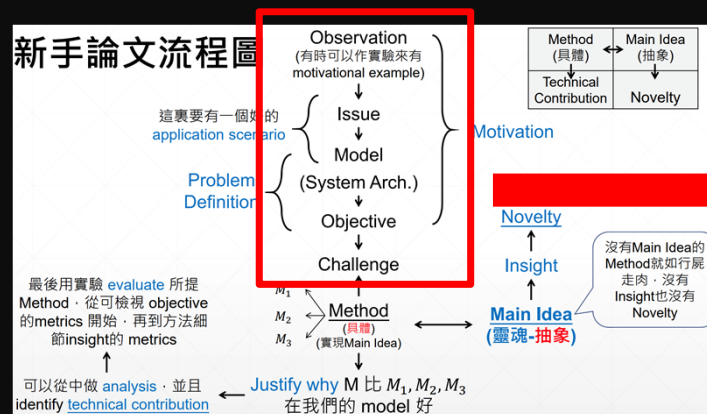 新手論文流程圖
Observation
(有時可以作實驗來有
motivational example)
Issue
Model
(System Arch.)
Objective
Challenge
這裏要有一個
application scenario
Problem
Definition
Motivation
Method
(具體)
Main Idea
(抽象)
Technical
Contribution
Novelty
Novelty
Insight
Main Idea
(靈魂-抽象)
沒有Main Idea的
Method就如行屍
走肉，沒有
Insight也沒有
Novelty
M₁
M₂
M₃
Method
(具體)
(實現Main Idea)
Justify why M 比 M₁, M₂, M₃
在我們的 model 好
可以從中做 analysis，並且
identify technical contribution
最後用實驗 evaluate 所提
Method，從可檢視 objective
的metrics 開始，再到方法細
節insight的 metrics